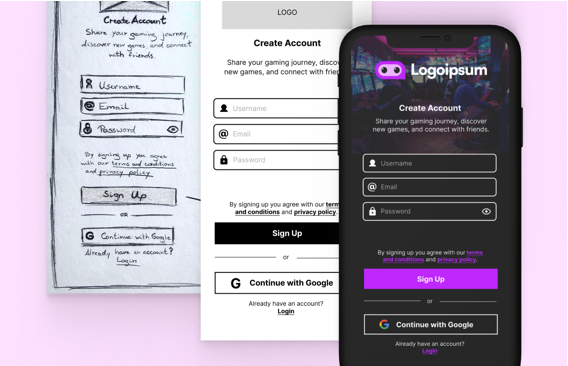 Create Account
Share your gaming journey,
discover new games, and connect
with friends.
Username
Email
Password
By signing up you agree
with our terms and conditions
and privacy policy
Sign Up
OR
G Continue with Google
Already have an account?
Login
LOGO
Create Account
Share your gaming journey, discover
new games, and connect with frien
Username
Email
Password
By signing up you agree with our term
and conditions and privacy policy.
Sign Up
or
G Continue with Google
Already have an account?
Login
Logoipsum
Create Account
Share your gaming journey, discover
new games, and connect with friends.
Username
Email
Password
By signing up you agree with our terms
and conditions and privacy policy.
Sign Up
or
G Continue with Google
Already have an account?
Login